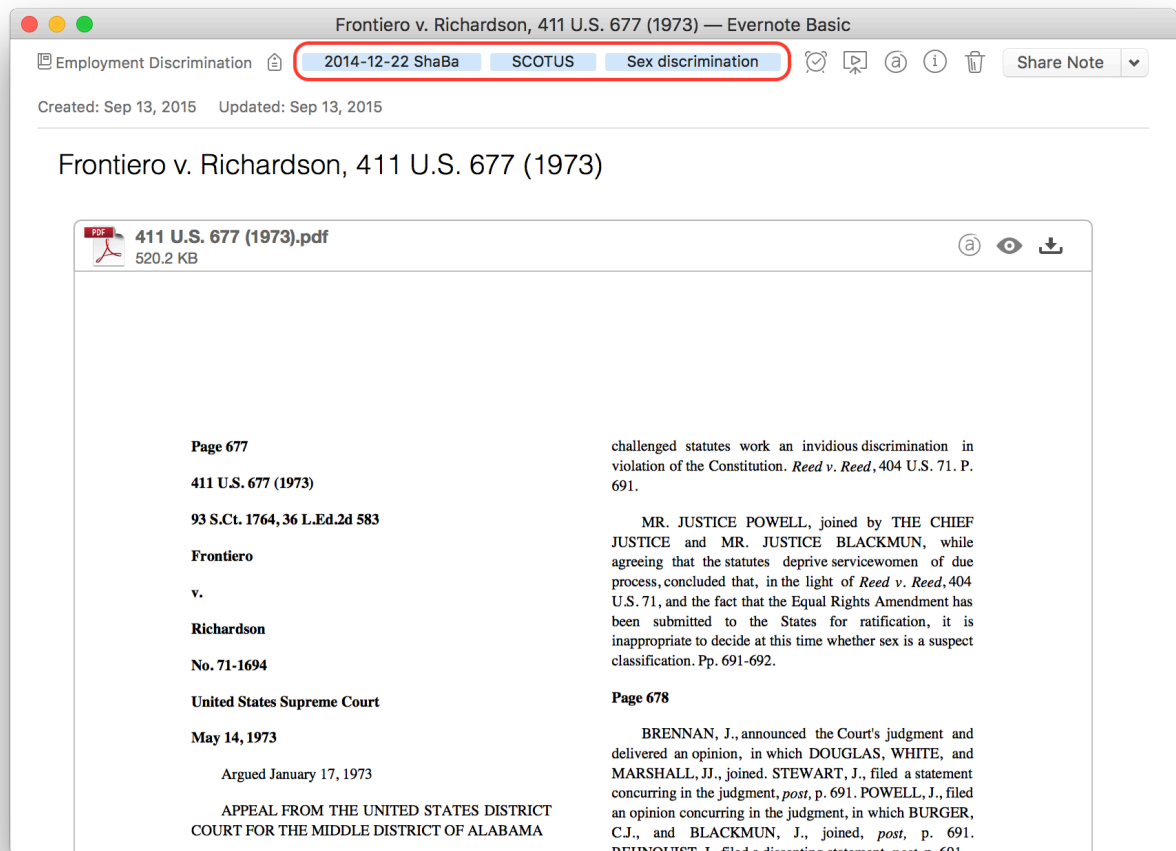 Frontiero v. Richardson, 411 U.S. 677 (1973) — Evernote Basic
Employment Discrimination 2014-12-22 ShaBa SCOTUS Sex discrimination Share Note
Created: Sep 13, 2015 Updated: Sep 13, 2015
Frontiero v. Richardson, 411 U.S. 677 (1973)
PDF
411 U.S. 677 (1973).pdf
520.2 KB
Page 677
411 U.S. 677 (1973)
93 S.Ct. 1764, 36 L.Ed.2d 583
Frontiero
v.
Richardson
No. 71-1694
United States Supreme Court
May 14, 1973
Argued January 17, 1973
APPEAL FROM THE UNITED STATES DISTRICT
COURT FOR THE MIDDLE DISTRICT OF ALABAMA
challenged statutes work an invidious discrimination in
violation of the Constitution. Reed v. Reed, 404 U.S. 71. P.
691.
MR. JUSTICE POWELL, joined by THE CHIEF
JUSTICE and MR. JUSTICE BLACKMUN, while
agreeing that the statutes deprive servicewomen of due
process, concluded that, in the light of Reed v. Reed, 404
U.S. 71, and the fact that the Equal Rights Amendment has
been submitted to the States for ratification, it is
inappropriate to decide at this time whether sex is a suspect
classification. Pp. 691-692.
Page 678
BRENNAN, J., announced the Court's judgment and
delivered an opinion, in which DOUGLAS, WHITE, and
MARSHALL, JJ., joined. STEWART, J., filed a statement
concurring in the judgment, post, p. 691. POWELL, J., filed
an opinion concurring in the judgment, in which BURGER,
C.J., and BLACKMUN, J., joined, post, p. 691.
REHNQUIST, J., filed a dissenting statement, post, p. 691.